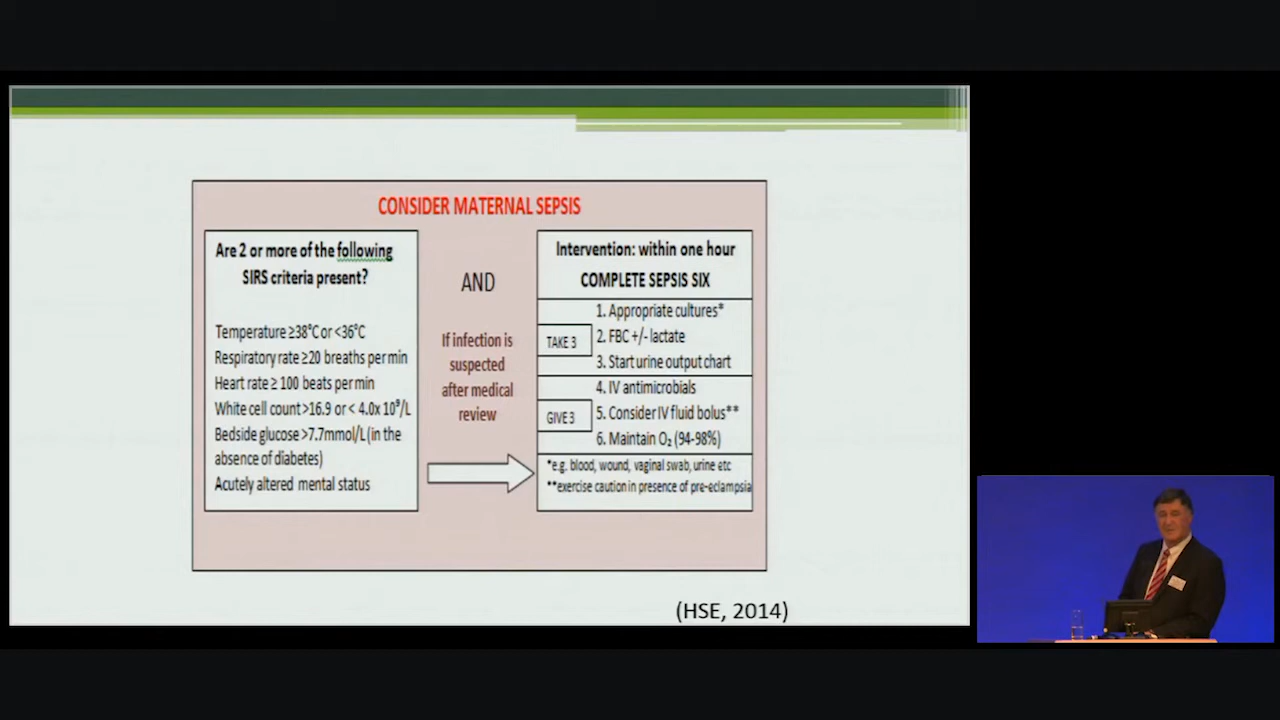 CONSIDER MATERNAL SEPSIS
Are 2 or more of the following
SIRS criteria present?
Temperature ≥38°C or <36°C
Respiratory rate ≥20 breaths per min
Heart rate ≥ 100 beats per min
White cell count >16.9 or < 4.0x 10⁹/L
Bedside glucose >7.7mmol/L (in the
absence of diabetes)
Acutely altered mental status
AND
If infection is
suspected
after medical
review
Intervention: within one hour
COMPLETE SEPSIS SIX
TAKE 3
1. Appropriate cultures*
2. FBC +/- lactate
3. Start urine output chart
GIVE 3
4. IV antimicrobials
5. Consider IV fluid bolus**
6. Maintain O₂ (94-98%)
*e.g. blood, wound, vaginal swab, urine etc
**exercise caution in presence of pre-eclampsia
(HSE, 2014)